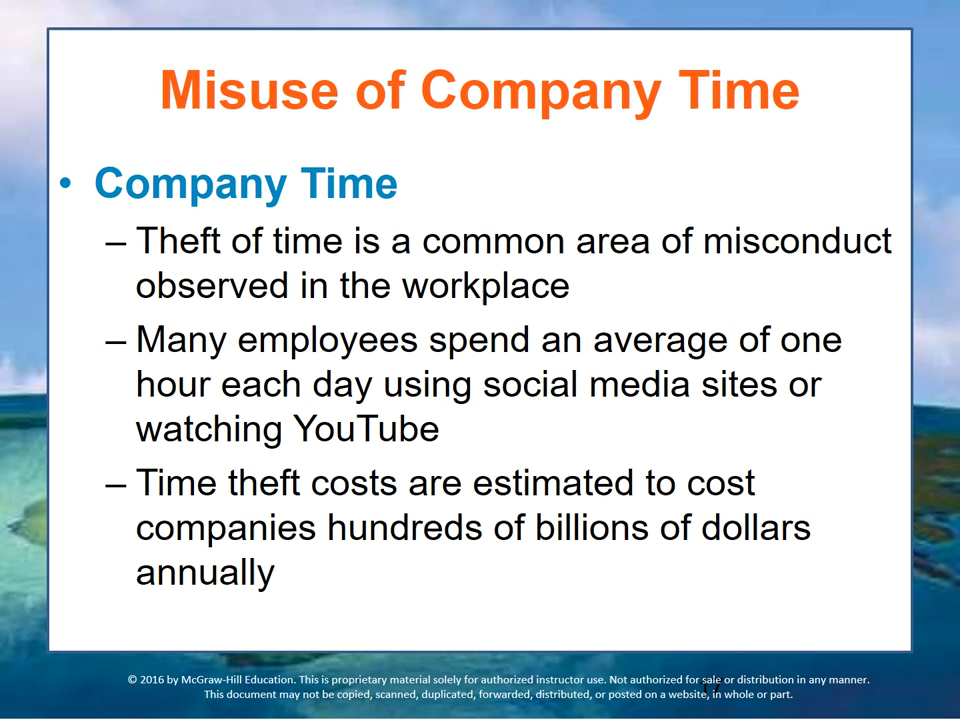 Misuse of Company Time
• Company Time
– Theft of time is a common area of misconduct
observed in the workplace
– Many employees spend an average of one
hour each day using social media sites or
watching YouTube
– Time theft costs are estimated to cost
companies hundreds of billions of dollars
annually
© 2016 by McGraw-Hill Education. This is proprietary material solely for authorized instructor use. Not authorized for sale or distribution in any manner.
This document may not be copied, scanned, duplicated, forwarded, distributed, or posted on a website, in whole or part.